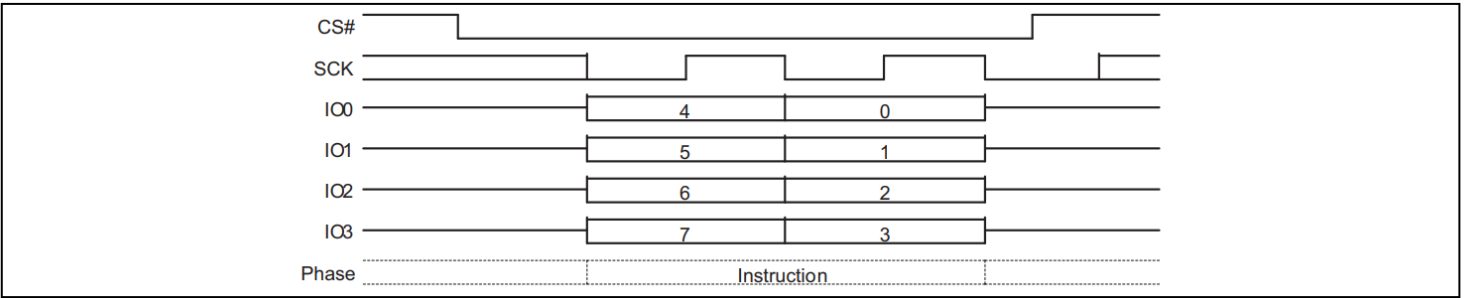 CS#
SCK
IO0 4 0
IO1 5 1
IO2 6 2
IO3 7 3
Phase Instruction